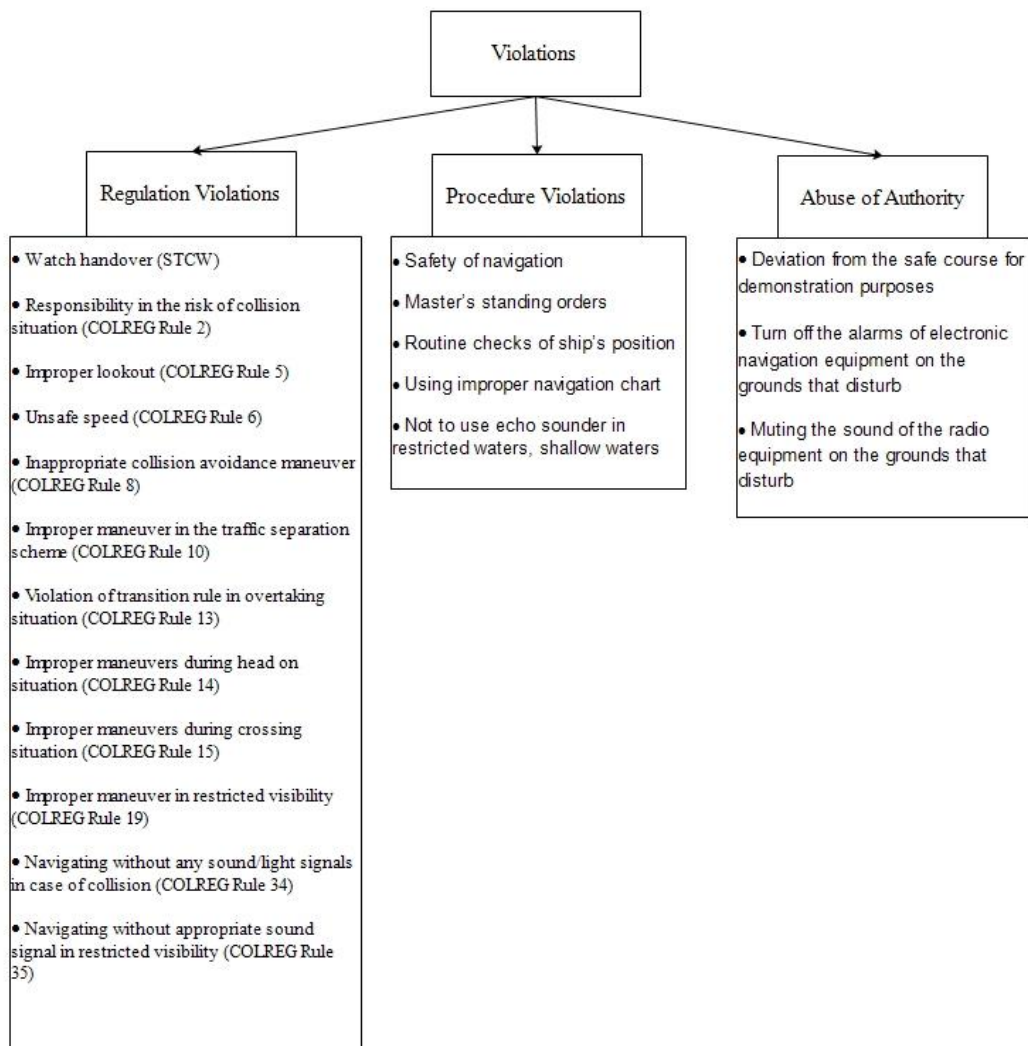 Violations
Regulation Violations
● Watch handover (STCW)
● Responsibility in the risk of collision
situation (COLREG Rule 2)
● Improper lookout (COLREG Rule 5)
● Unsafe speed (COLREG Rule 6)
● Inappropriate collision avoidance maneuver
(COLREG Rule 8)
● Improper maneuver in the traffic separation
scheme (COLREG Rule 10)
● Violation of transition rule in overtaking
situation (COLREG Rule 13)
● Improper maneuvers during head on
situation (COLREG Rule 14)
● Improper maneuvers during crossing
situation (COLREG Rule 15)
● Improper maneuver in restricted visibility
(COLREG Rule 19)
● Navigating without any sound/light signals
in case of collision (COLREG Rule 34)
● Navigating without appropriate sound
signal in restricted visibility (COLREG Rule
35)
Procedure Violations
● Safety of navigation
● Master's standing orders
● Routine checks of ship's position
● Using improper navigation chart
● Not to use echo sounder in
restricted waters, shallow waters
Abuse of Authority
● Deviation from the safe course for
demonstration purposes
● Turn off the alarms of electronic
navigation equipment on the
grounds that disturb
● Muting the sound of the radio
equipment on the grounds that
disturb